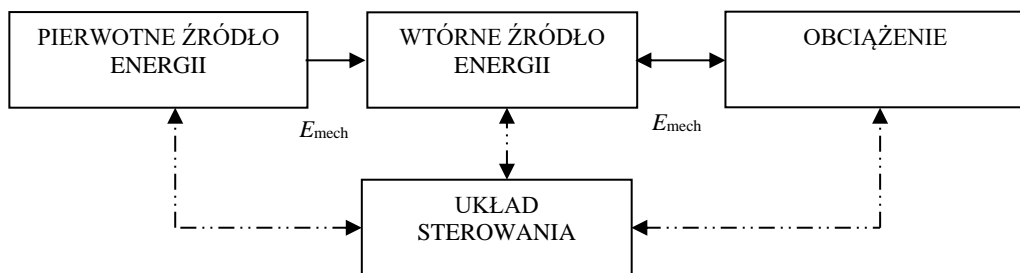 PIERWOTNE ŹRÓDŁO
ENERGII
WTÓRNE ŹRÓDŁO
ENERGII
OBCIĄŻENIE
Emech
Emech
UKŁAD
STEROWANIA